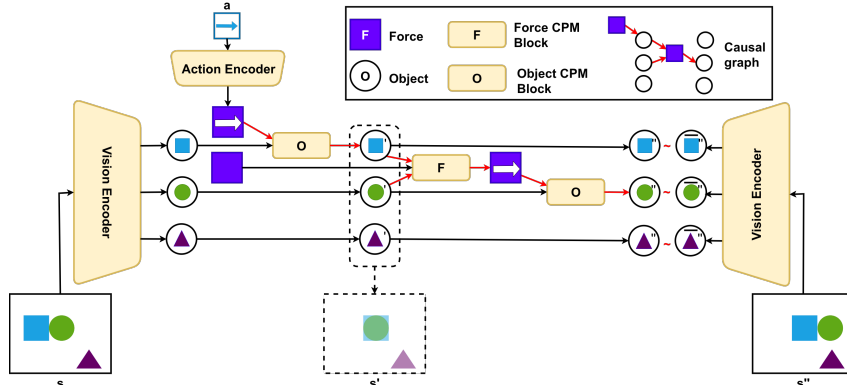 a
F
Force
F
Force CPM
Block
Causal
graph
O
Object
O
Object CPM
Block
Action Encoder
Vision Encoder
O
'
"
~
"
F
'
O
"
~
"
'
"
~
"
Vision Encoder
s
s'
s"